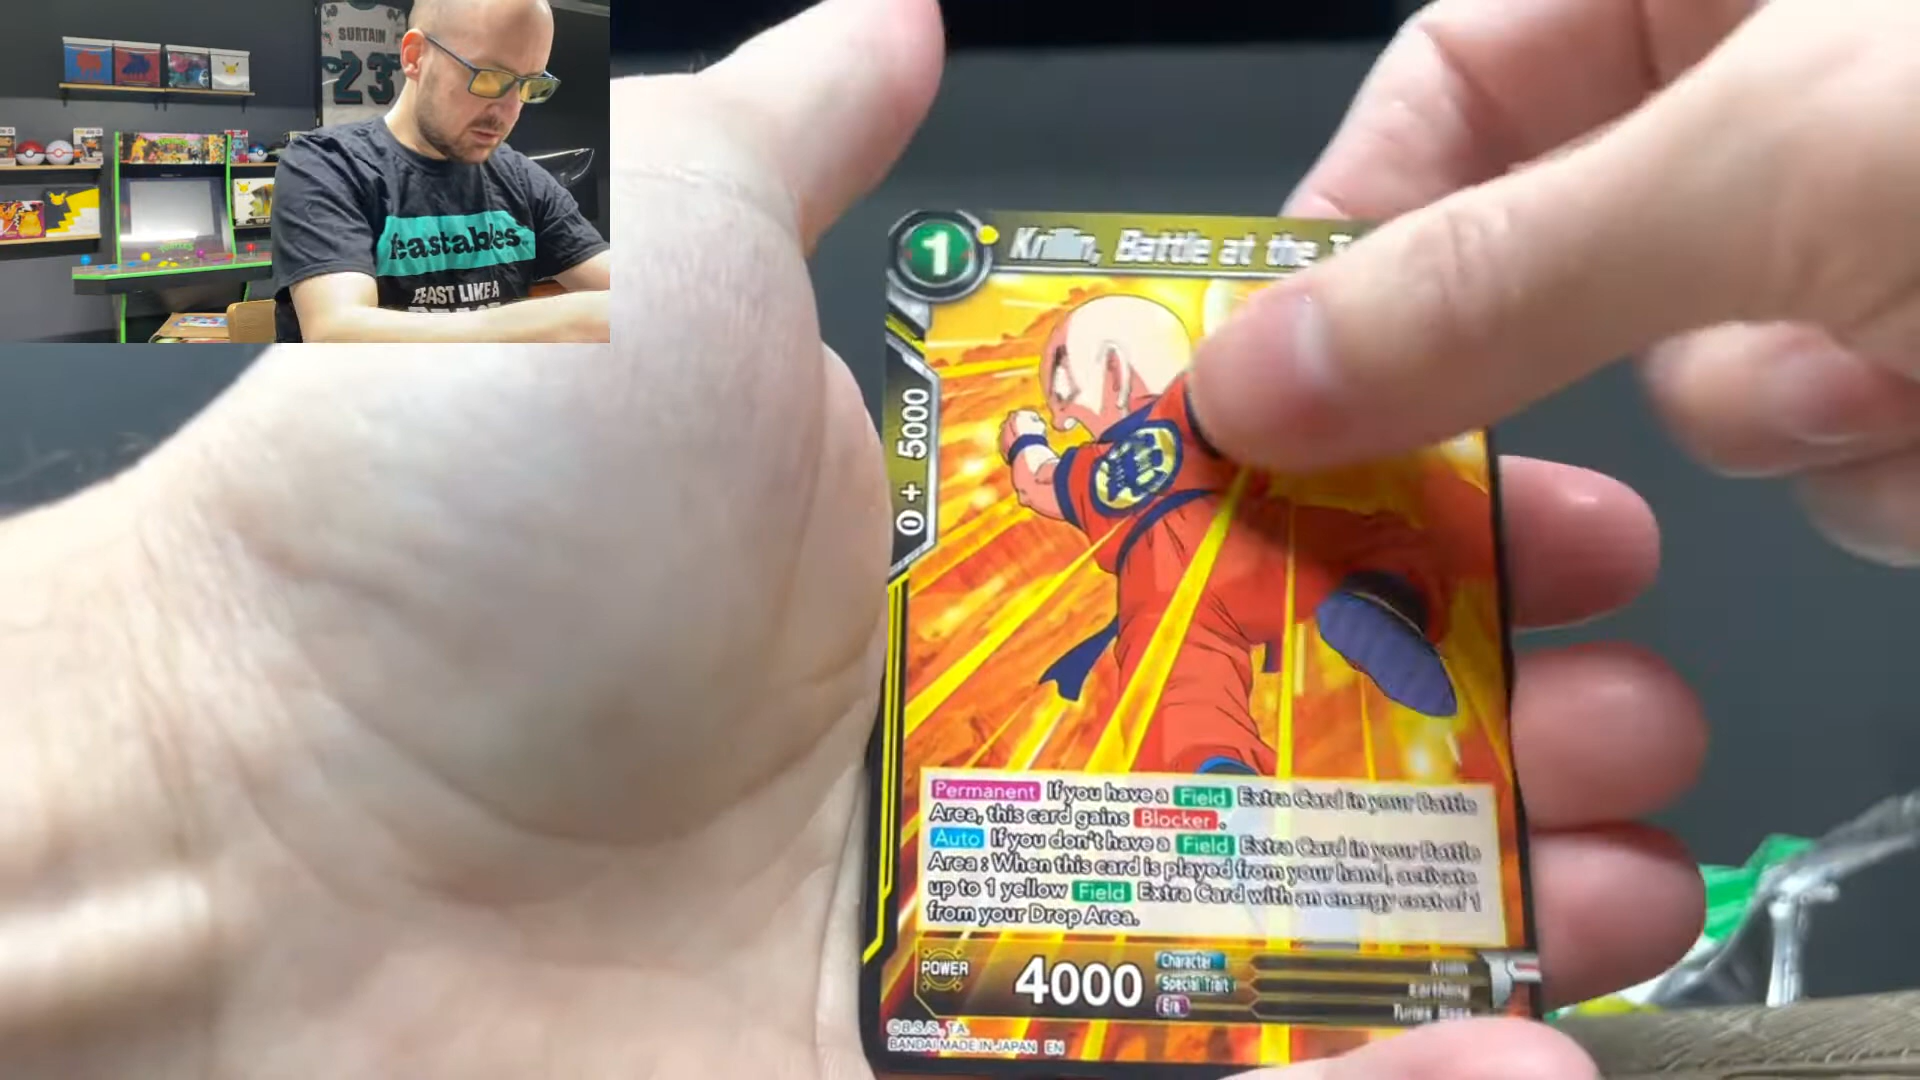 SURTAIN
23
feastables
FEAST LIKE A
1
Krillin, Battle at the
0 + 5000
Permanent If you have a Field Extra Card in your Battle
Area, this card gains Blocker.
Auto If you don't have a Field Extra Card in your Battle
Area : When this card is played from your hand, activate
up to 1 yellow Field Extra Card with an energy cost of 1
from your Drop Area.
POWER
4000
Character
Krillin
Special Trait
Earthling
Era
©B.S./S., T.A.
BANDAI MADE IN JAPAN EN